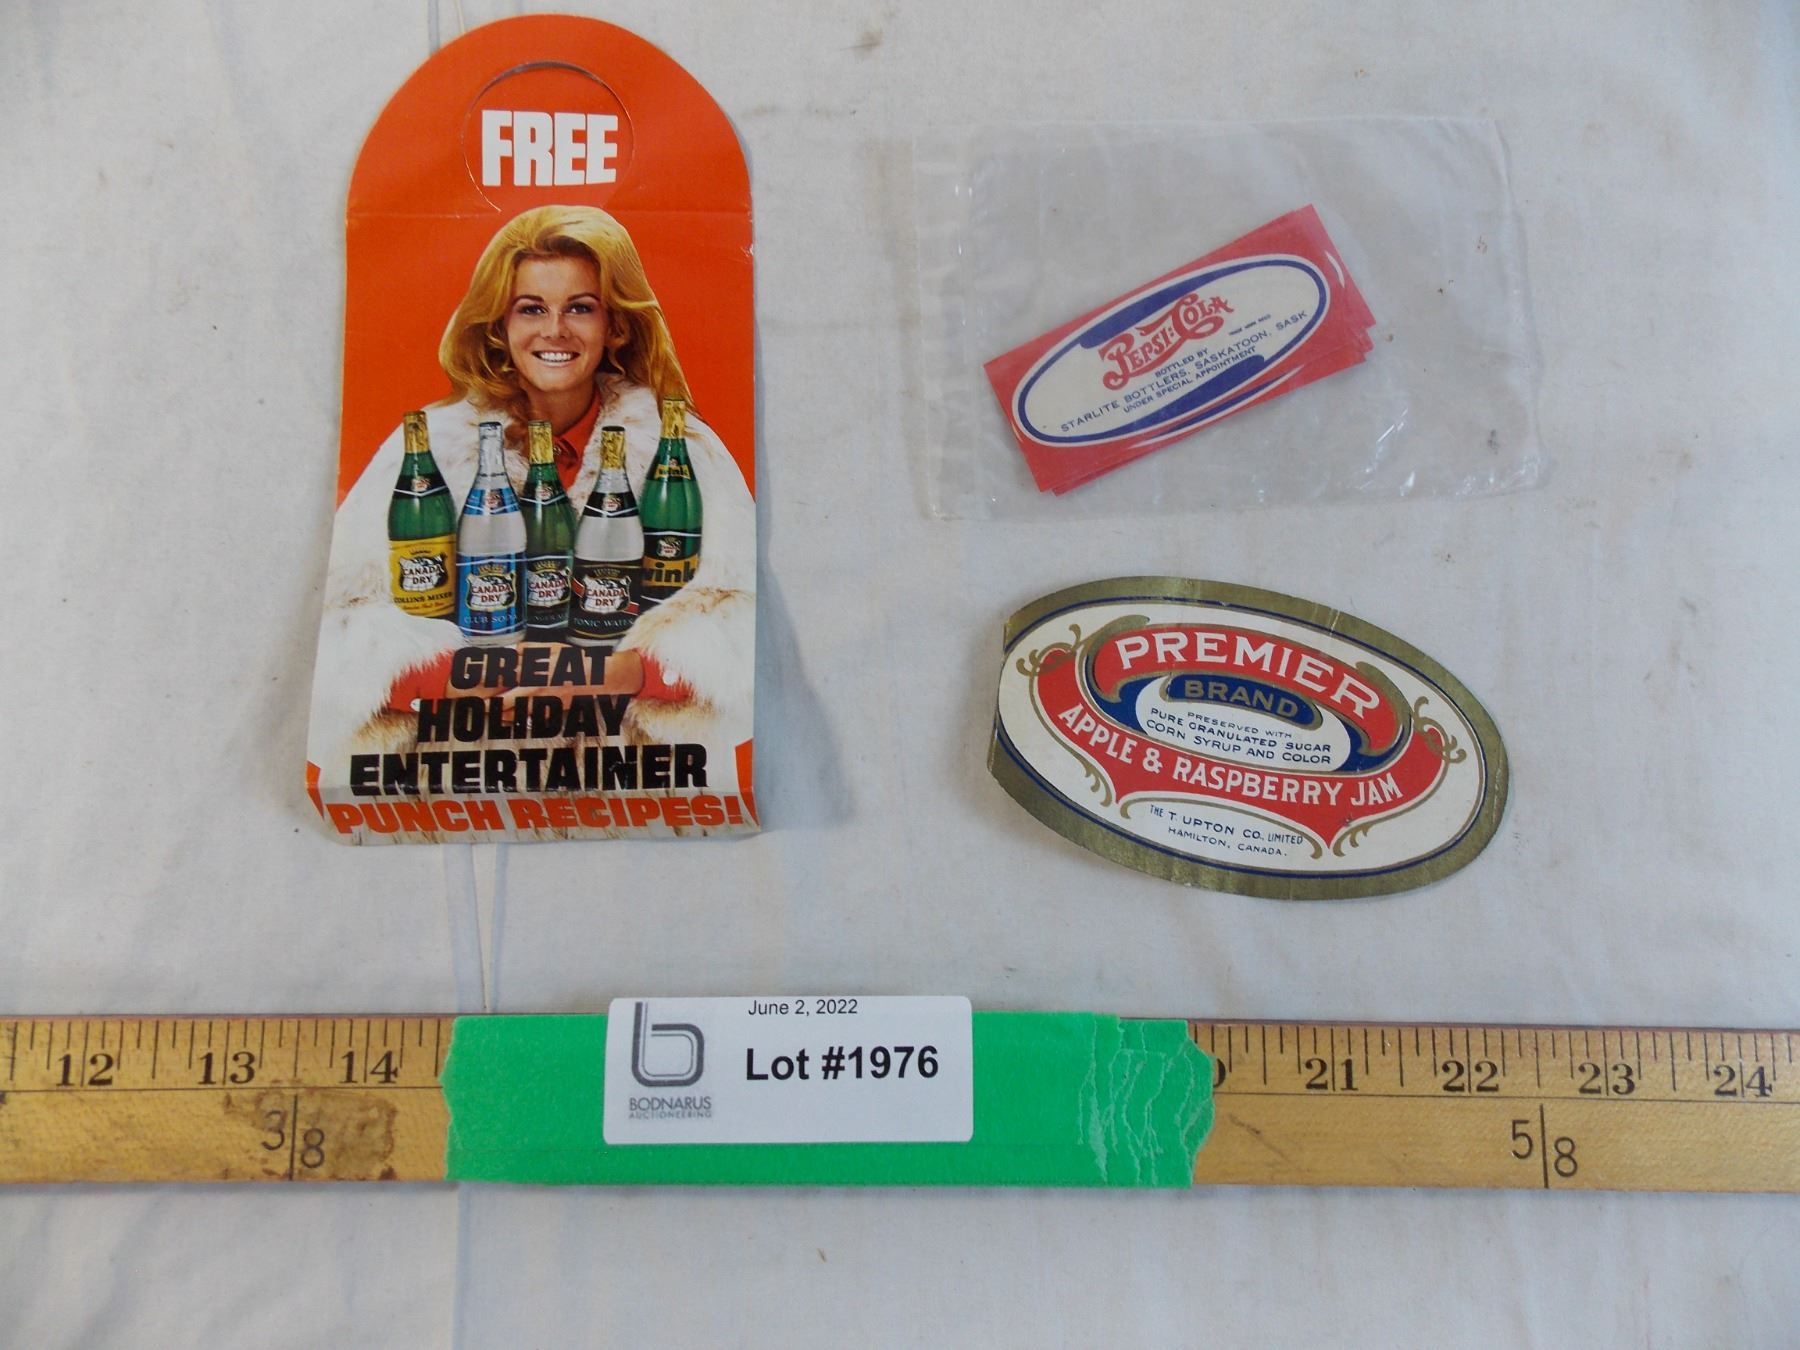 FREE
CANADA DRY
COLLINS MIXER
CANADA DRY
CLUB SODA
CANADA DRY
CANADA DRY
TONIC WATER
wink
GREAT
HOLIDAY
ENTERTAINER
PUNCH RECIPES!
PEPSI:COLA
BOTTLED BY
STARLITE BOTTLERS, SASKATOON, SASK
UNDER SPECIAL APPOINTMENT
PREMIER
BRAND
PRESERVED WITH
PURE GRANULATED SUGAR
CORN SYRUP AND COLOR
APPLE & RASPBERRY JAM
THE T. UPTON CO., LIMITED
HAMILTON, CANADA.
June 2, 2022
Lot #1976
BODNARUS
AUCTIONEERING
12 13 14 21 22 23 24
3/8 5/8